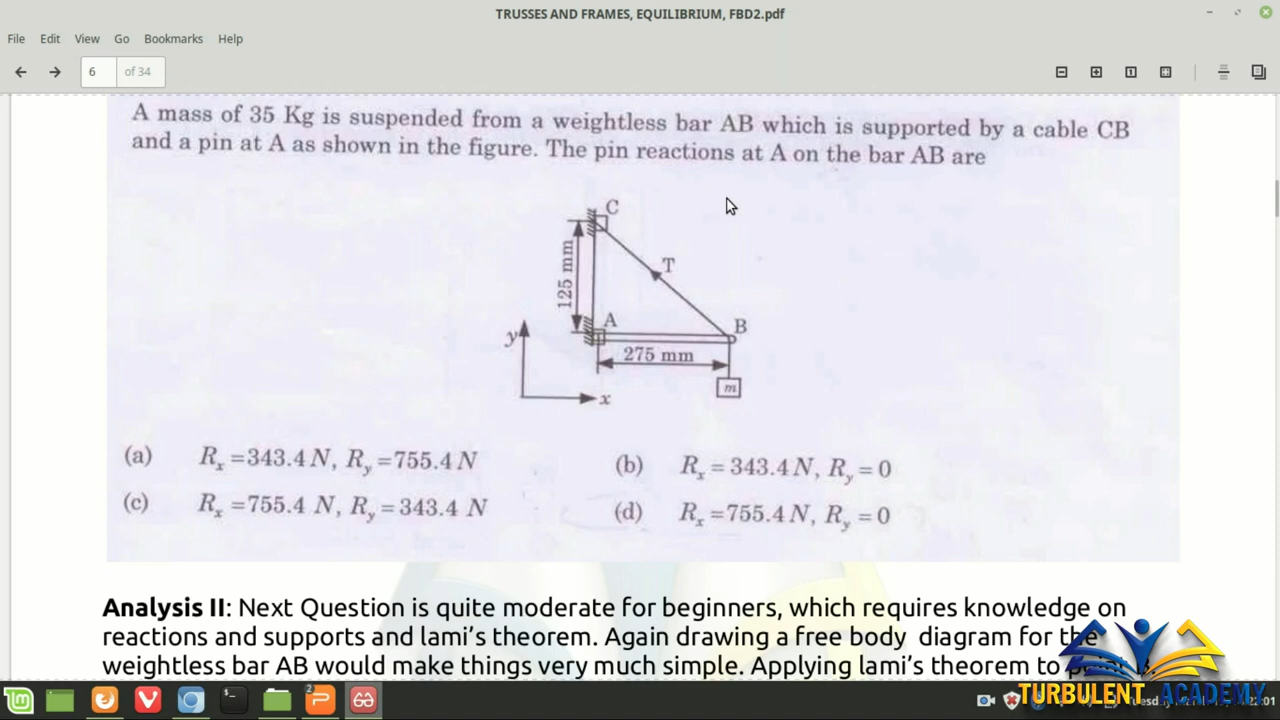 TRUSSES AND FRAMES, EQUILIBRIUM, FBD2.pdf
File Edit View Go Bookmarks Help
6 of 34
A mass of 35 Kg is suspended from a weightless bar AB which is supported by a cable CB
and a pin at A as shown in the figure. The pin reactions at A on the bar AB are
C
T
125 mm
A
B
y
275 mm
m
x
(a) Rx =343.4 N, Ry =755.4 N
(b) Rx = 343.4 N, Ry = 0
(c) Rx =755.4 N, Ry = 343.4 N
(d) Rx =755.4 N, Ry = 0
Analysis II: Next Question is quite moderate for beginners, which requires knowledge on
reactions and supports and lami's theorem. Again drawing a free body diagram for the
weightless bar AB would make things very much simple. Applying lami's theorem to
TURBULENT ACADEMY